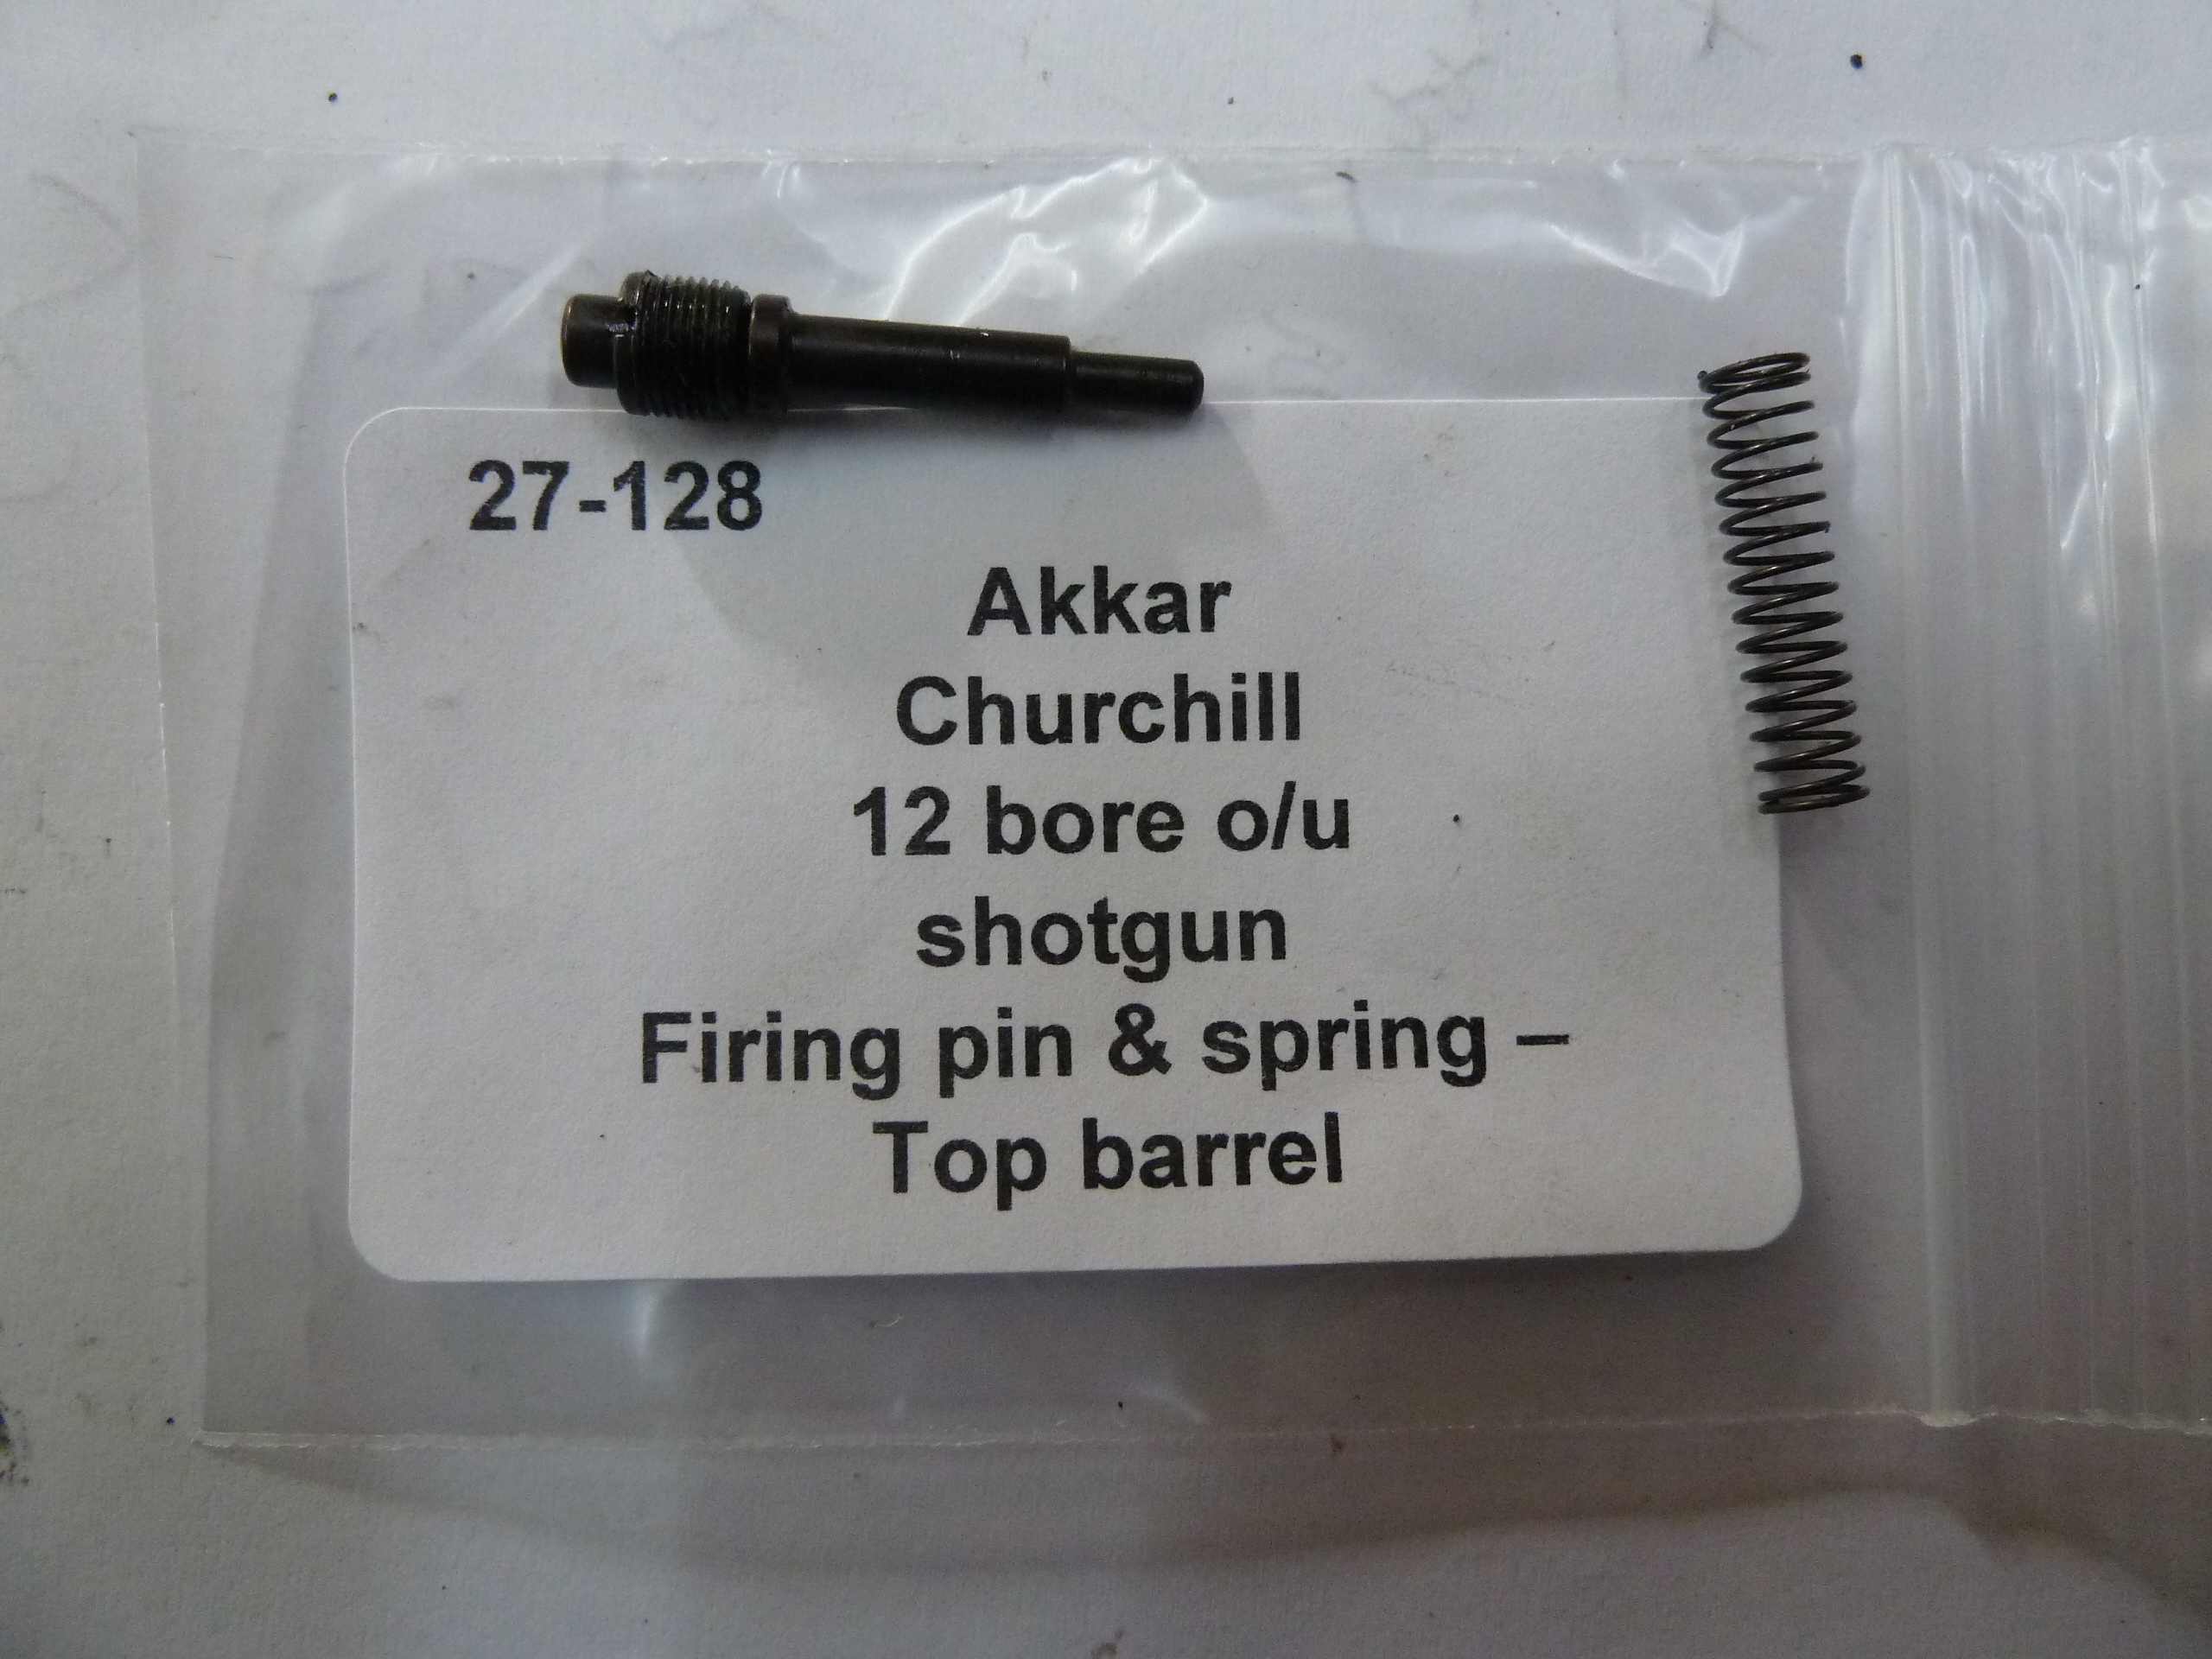 27-128
Akkar
Churchill
12 bore o/u
shotgun
Firing pin & spring –
Top barrel